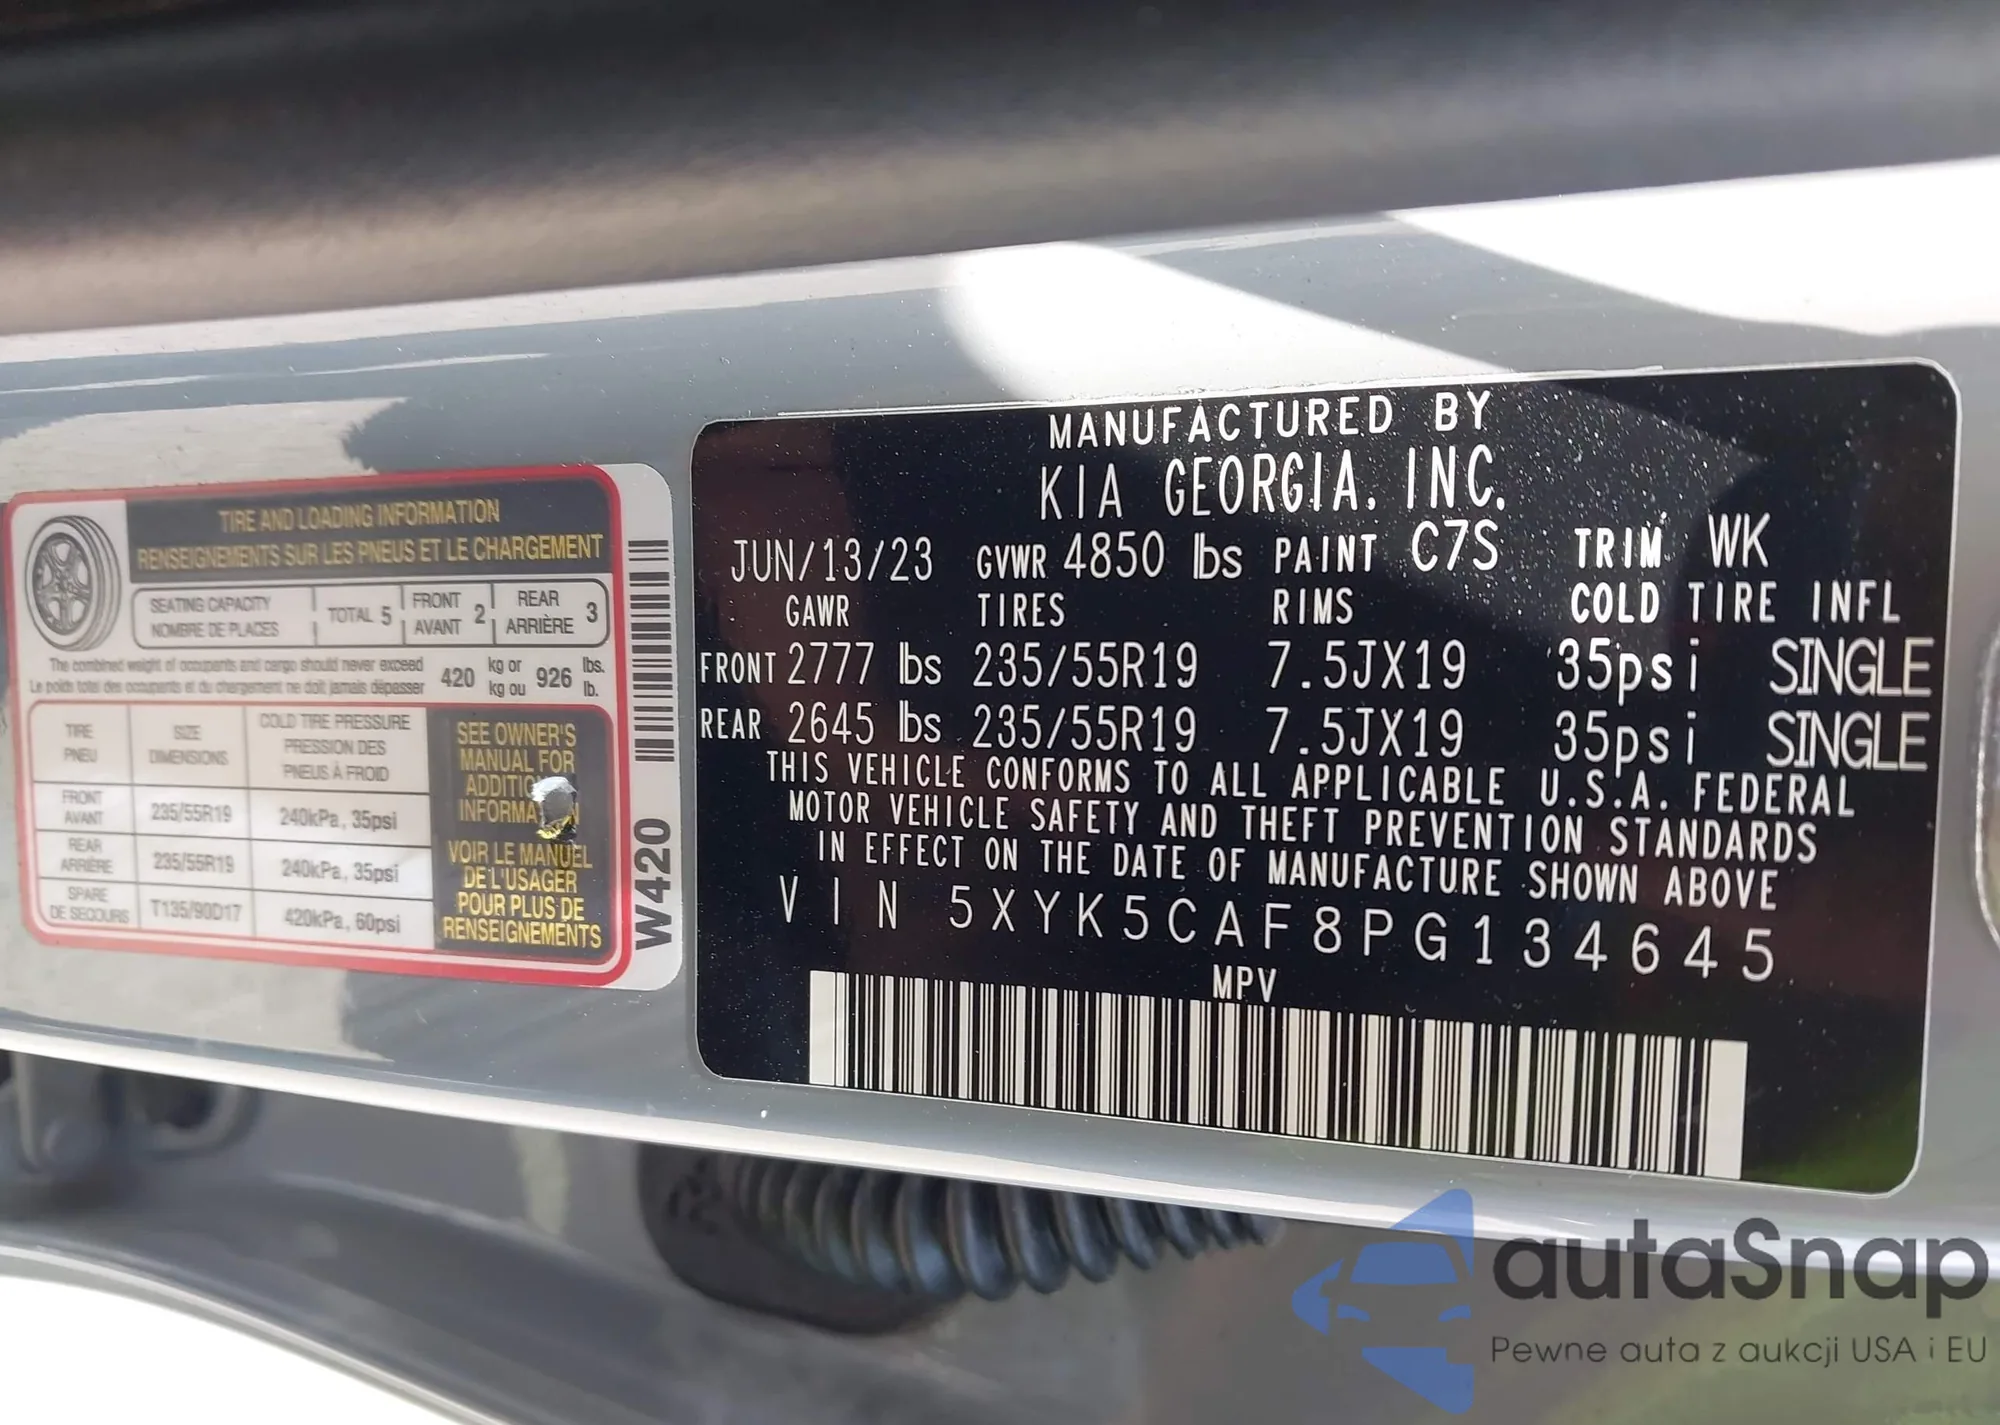 TIRE AND LOADING INFORMATION
RENSEIGNEMENTS SUR LES PNEUS ET LE CHARGEMENT
SEATING CAPACITY
NOMBRE DE PLACES
TOTAL 5
FRONT
AVANT 2
REAR
ARRIÈRE 3
The combined weight of occupants and cargo should never exceed
Le poids total des occupants et du chargement ne doit jamais dépasser
420 kg or
kg ou
926 lbs.
lb.
TIRE
PNEU
SIZE
DIMENSIONS
COLD TIRE PRESSURE
PRESSION DES
PNEUS À FROID
FRONT
AVANT
235/55R19
240kPa, 35psi
REAR
ARRIÈRE
235/55R19
240kPa, 35psi
SPARE
DE SECOURS
T135/90D17
420kPa, 60psi
SEE OWNER'S
MANUAL FOR
VOIR LE MANUEL
DE L'USAGER
POUR PLUS DE
RENSEIGNEMENTS
W420
MANUFACTURED BY
KIA GEORGIA, INC.
JUN/13/23 GVWR 4850 lbs PAINT C7S TRIM WK
GAWR TIRES RIMS COLD TIRE INFL
FRONT 2777 lbs 235/55R19 7.5JX19 35psi SINGLE
REAR 2645 lbs 235/55R19 7.5JX19 35psi SINGLE
THIS VEHICLE CONFORMS TO ALL APPLICABLE U.S.A. FEDERAL
MOTOR VEHICLE SAFETY AND THEFT PREVENTION STANDARDS
IN EFFECT ON THE DATE OF MANUFACTURE SHOWN ABOVE
VIN 5XYK5CAF8PG134645
MPV
autaSnap
Pewne auta z aukcji USA i EU